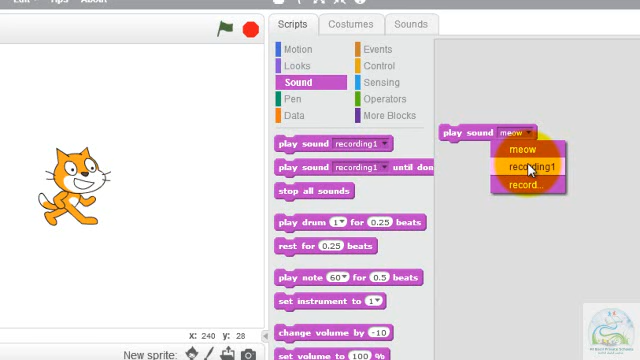 Tips About
Scripts Costumes Sounds
Motion Events
Looks Control
Sound Sensing
Pen Operators
Data More Blocks
play sound recording1
play sound recording1 until don
stop all sounds
play drum 1 for 0.25 beats
rest for 0.25 beats
play note 60 for 0.5 beats
set instrument to 1
change volume by -10
set volume to 100 %
play sound meow
meow
recording1
record...
x: 240 y: 28
New sprite: